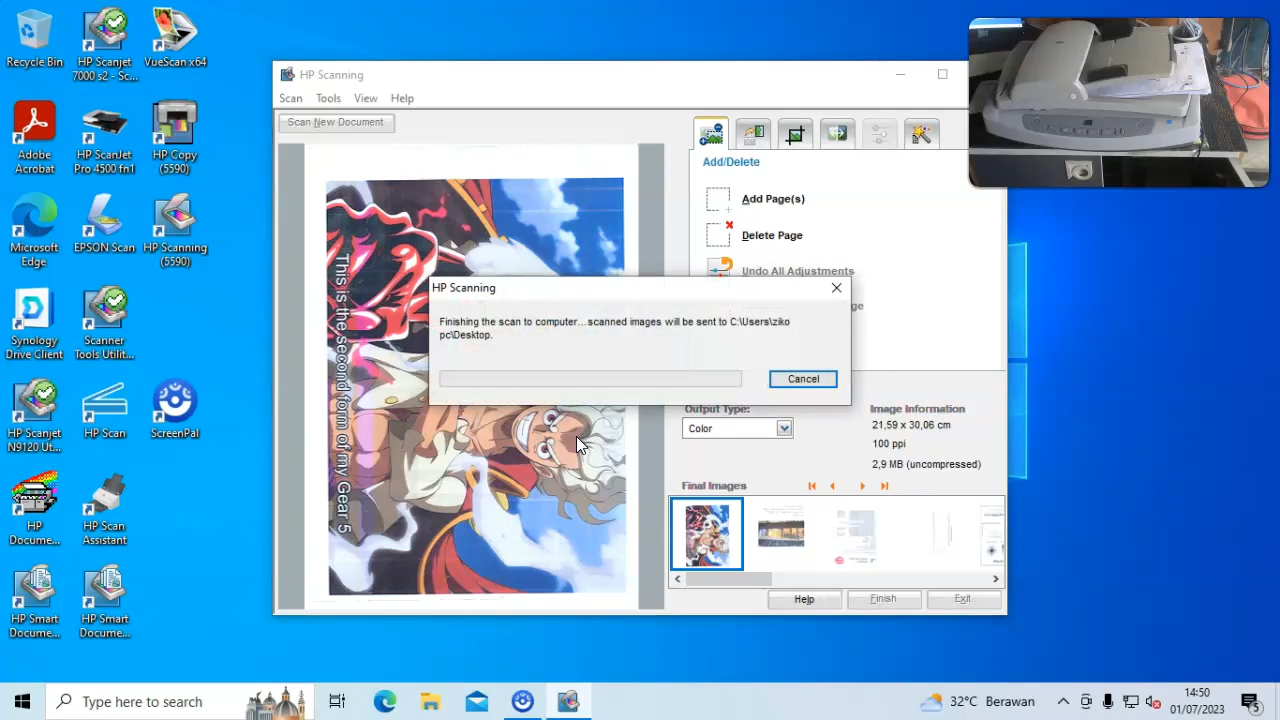 Recycle Bin
HP Scanjet
7000 s2 - Sc...
VueScan x64
Adobe
Acrobat
HP ScanJet
Pro 4500 fn1
HP Copy
(5590)
Microsoft
Edge
EPSON Scan
HP Scanning
(5590)
Synology
Drive Client
Scanner
Tools Utilit...
HP Scanjet
N9120 Ut...
HP Scan
ScreenPal
HP
Docume...
HP Scan
Assistant
HP Smart
Docume...
HP Smart
Docume...
HP Scanning
Scan Tools View Help
Scan New Document
This is the second form of my Gear 5
Add/Delete
Add Page(s)
Delete Page
Undo All Adjustments
ge
HP Scanning
Finishing the scan to computer...scanned images will be sent to C:\Users\ziko
pc\Desktop.
Cancel
Output Type:
Color
Image Information
21,59 x 30,06 cm
100 ppi
2,9 MB (uncompressed)
Final Images
Help
Finish
Exit
Type here to search
32°C Berawan
14:50
01/07/2023
5